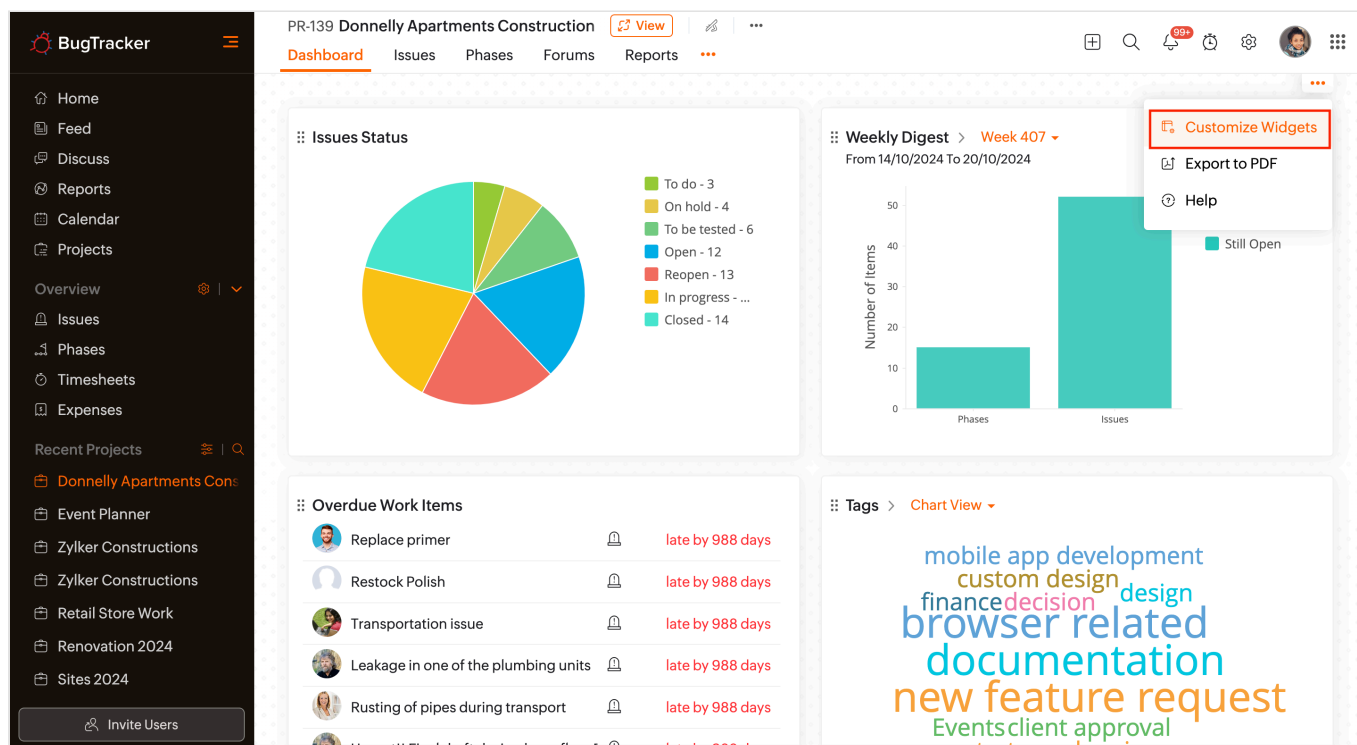 BugTracker
Home
Feed
Discuss
Reports
Calendar
Projects
Overview
Issues
Phases
Timesheets
Expenses
Recent Projects
Donnelly Apartments Cons
Event Planner
Zylker Constructions
Zylker Constructions
Retail Store Work
Renovation 2024
Sites 2024
Invite Users
PR-139 Donnelly Apartments Construction View
99+
Dashboard Issues Phases Forums Reports
Customize Widgets
Export to PDF
Help
Issues Status
To do - 3
On hold - 4
To be tested - 6
Open - 12
Reopen - 13
In progress - ...
Closed - 14
Weekly Digest > Week 407
From 14/10/2024 To 20/10/2024
Number of Items
50
40
30
20
10
0
Phases Issues
Still Open
Overdue Work Items
Replace primer late by 988 days
Restock Polish late by 988 days
Transportation issue late by 988 days
Leakage in one of the plumbing units late by 988 days
Rusting of pipes during transport late by 988 days
Tags > Chart View
mobile app development
custom design
finance decision design
browser related
documentation
new feature request
Events client approval